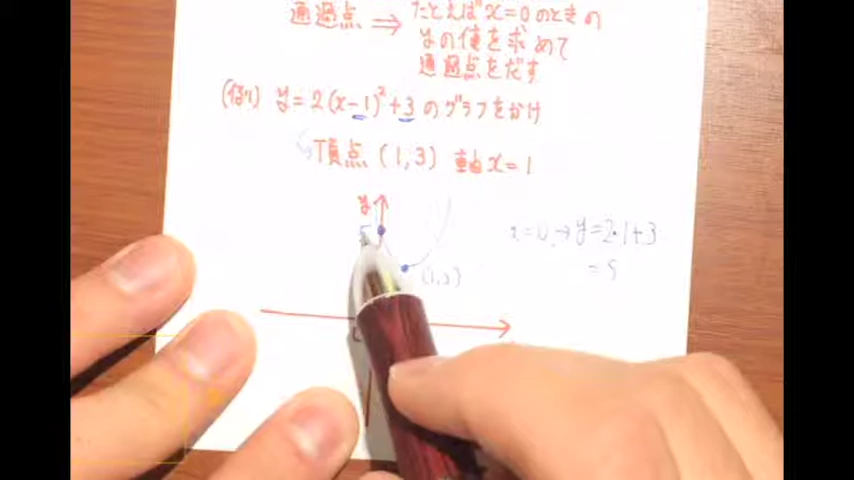 通過点 ⇒ たとえば x=0 のときの
yの値を求めて
通過点をだす
(例) y=2(x-1)²+3 のグラフをかけ
頂点 (1,3) 軸 x=1
y
5
x=0 → y=2・1+3
=5
(1,3)